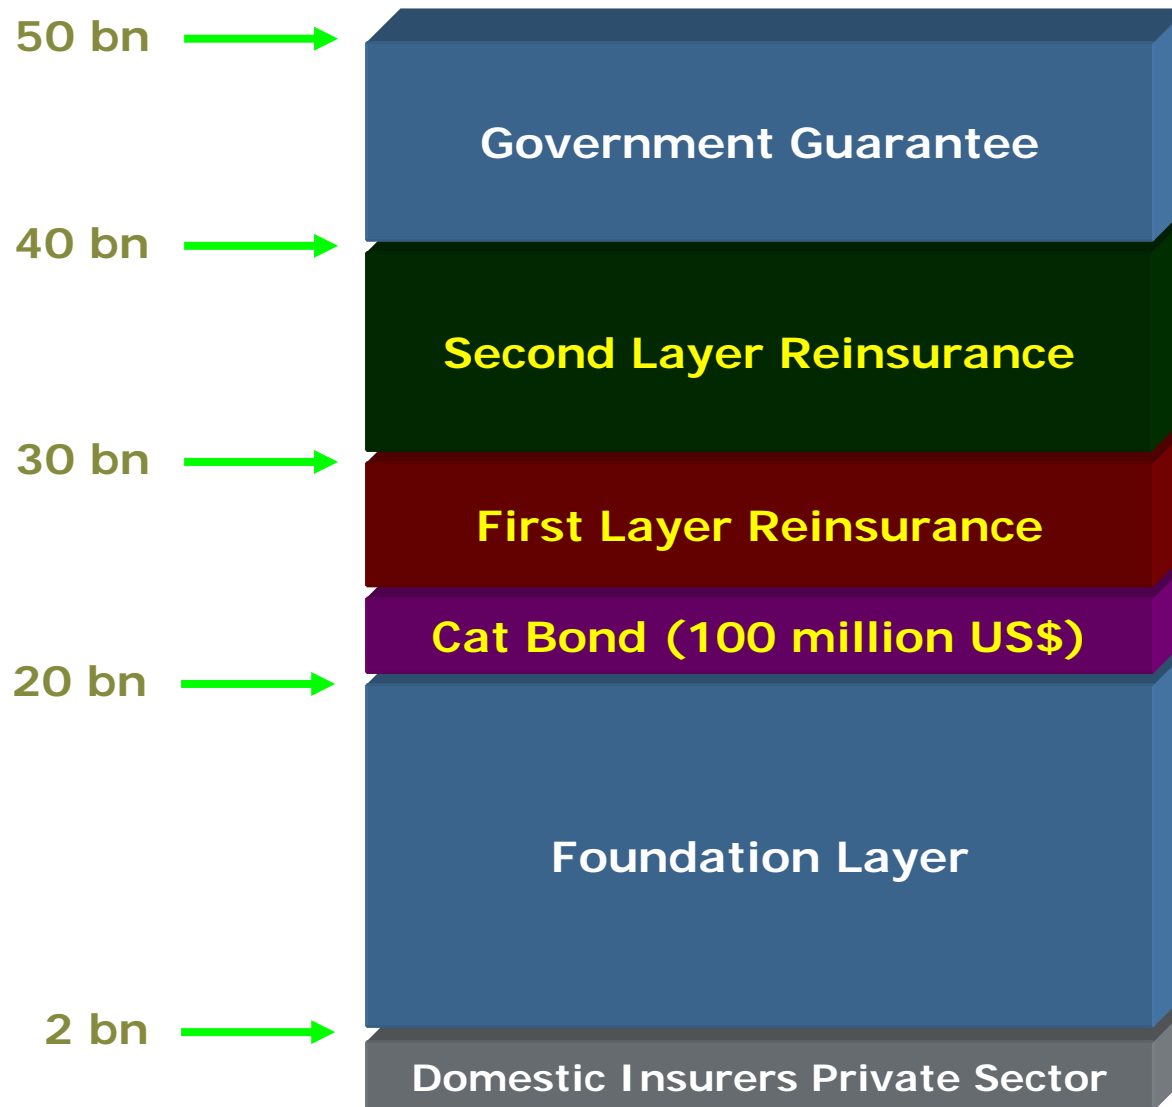 50 bn
Government Guarantee
40 bn
Second Layer Reinsurance
30 bn
First Layer Reinsurance
Cat Bond (100 million US$)
20 bn
Foundation Layer
2 bn
Domestic Insurers Private Sector